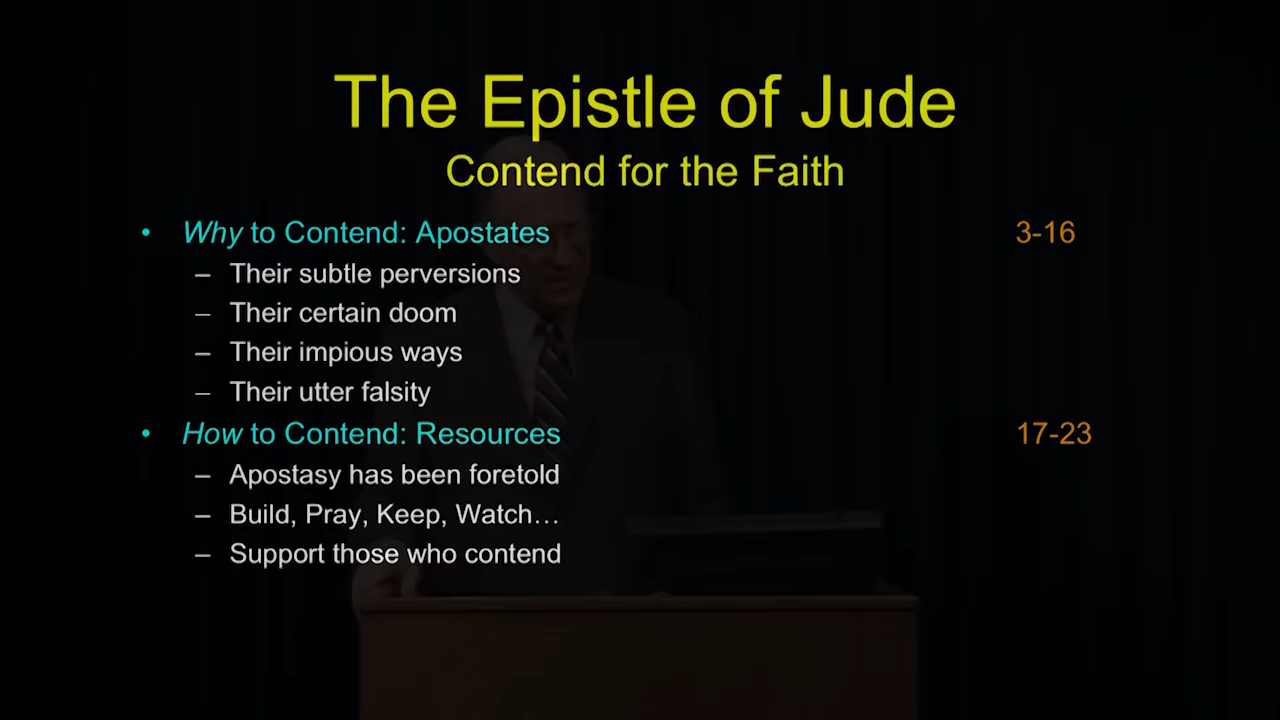 The Epistle of Jude
Contend for the Faith
• Why to Contend: Apostates 3-16
– Their subtle perversions
– Their certain doom
– Their impious ways
– Their utter falsity
• How to Contend: Resources 17-23
– Apostasy has been foretold
– Build, Pray, Keep, Watch…
– Support those who contend